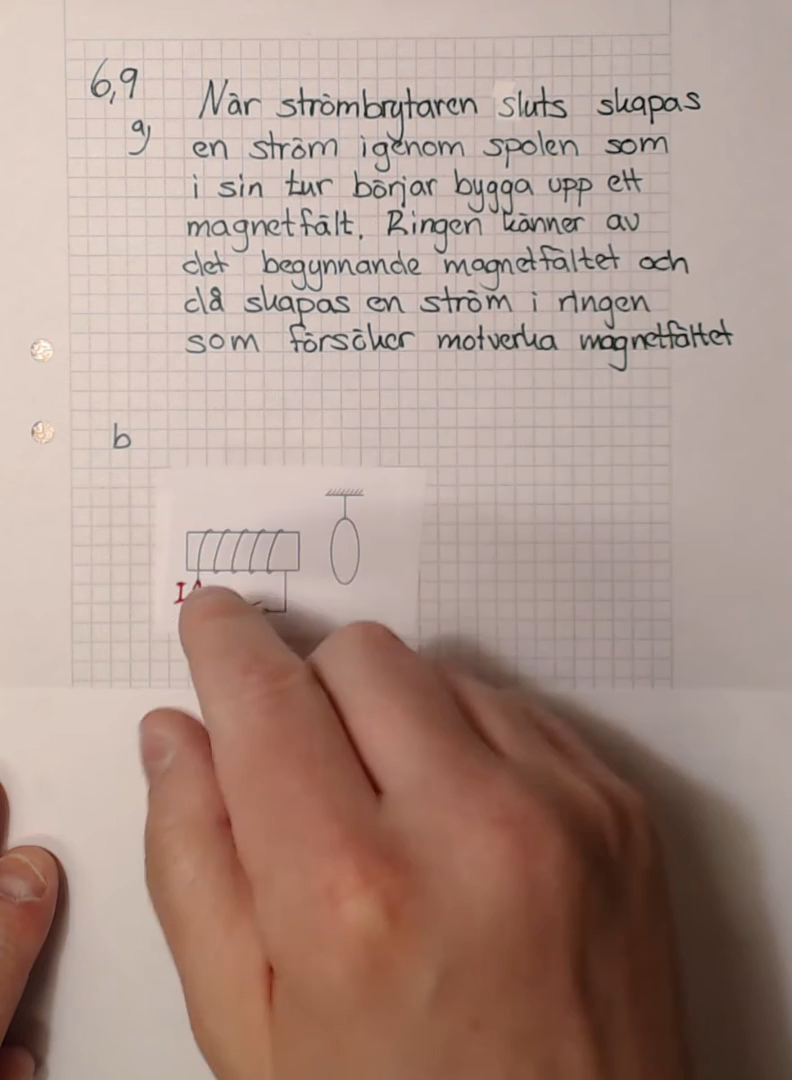 6,9
a) När strömbrytaren sluts skapas
en ström igenom spolen som
i sin tur börjar bygga upp ett
magnetfält. Ringen känner av
det begynnande magnetfältet och
då skapas en ström i ringen
som försöker motverka magnetfältet
b
I